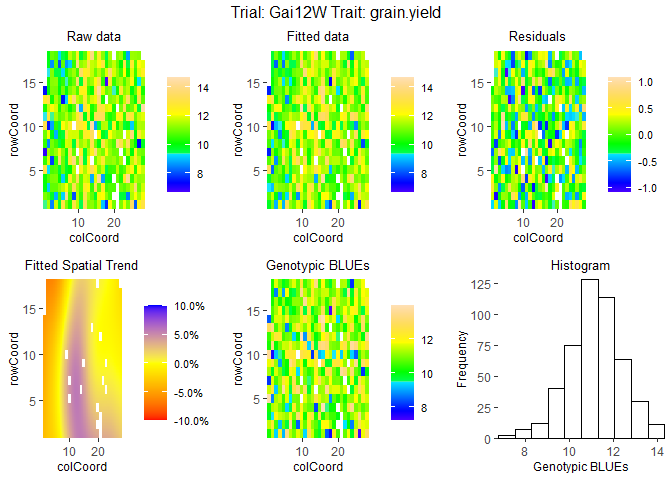 Trial: Gai12W Trait: grain.yield
Raw data
Fitted data
Residuals
rowCoord
15
10
5
10
20
colCoord
14
12
10
8
rowCoord
15
10
5
10
20
colCoord
14
12
10
8
rowCoord
15
10
5
10
20
colCoord
1.0
0.5
0.0
-0.5
-1.0
Fitted Spatial Trend
Genotypic BLUEs
Histogram
rowCoord
15
10
5
10
20
colCoord
10.0%
5.0%
0.0%
-5.0%
-10.0%
rowCoord
15
10
5
10
20
colCoord
12
10
8
Frequency
125
100
75
50
25
0
8
10
12
14
Genotypic BLUEs